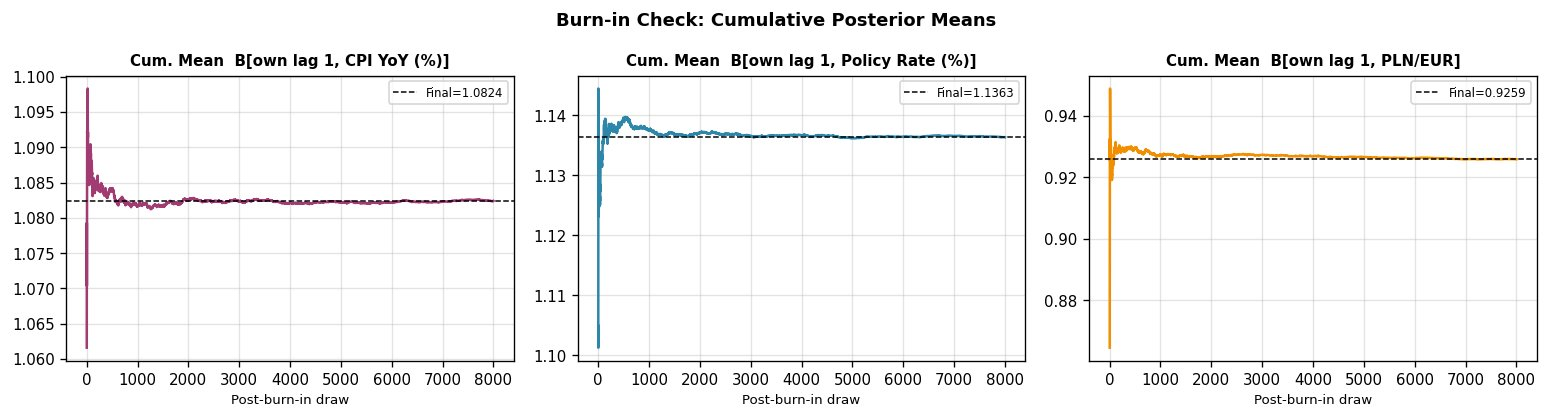 Burn-in Check: Cumulative Posterior Means
Cum. Mean  B[own lag 1, CPI YoY (%)]
Final=1.0824
1.100
1.095
1.090
1.085
1.080
1.075
1.070
1.065
1.060
0 1000 2000 3000 4000 5000 6000 7000 8000
Post-burn-in draw
Cum. Mean  B[own lag 1, Policy Rate (%)]
Final=1.1363
1.14
1.13
1.12
1.11
1.10
0 1000 2000 3000 4000 5000 6000 7000 8000
Post-burn-in draw
Cum. Mean  B[own lag 1, PLN/EUR]
Final=0.9259
0.94
0.92
0.90
0.88
0 1000 2000 3000 4000 5000 6000 7000 8000
Post-burn-in draw